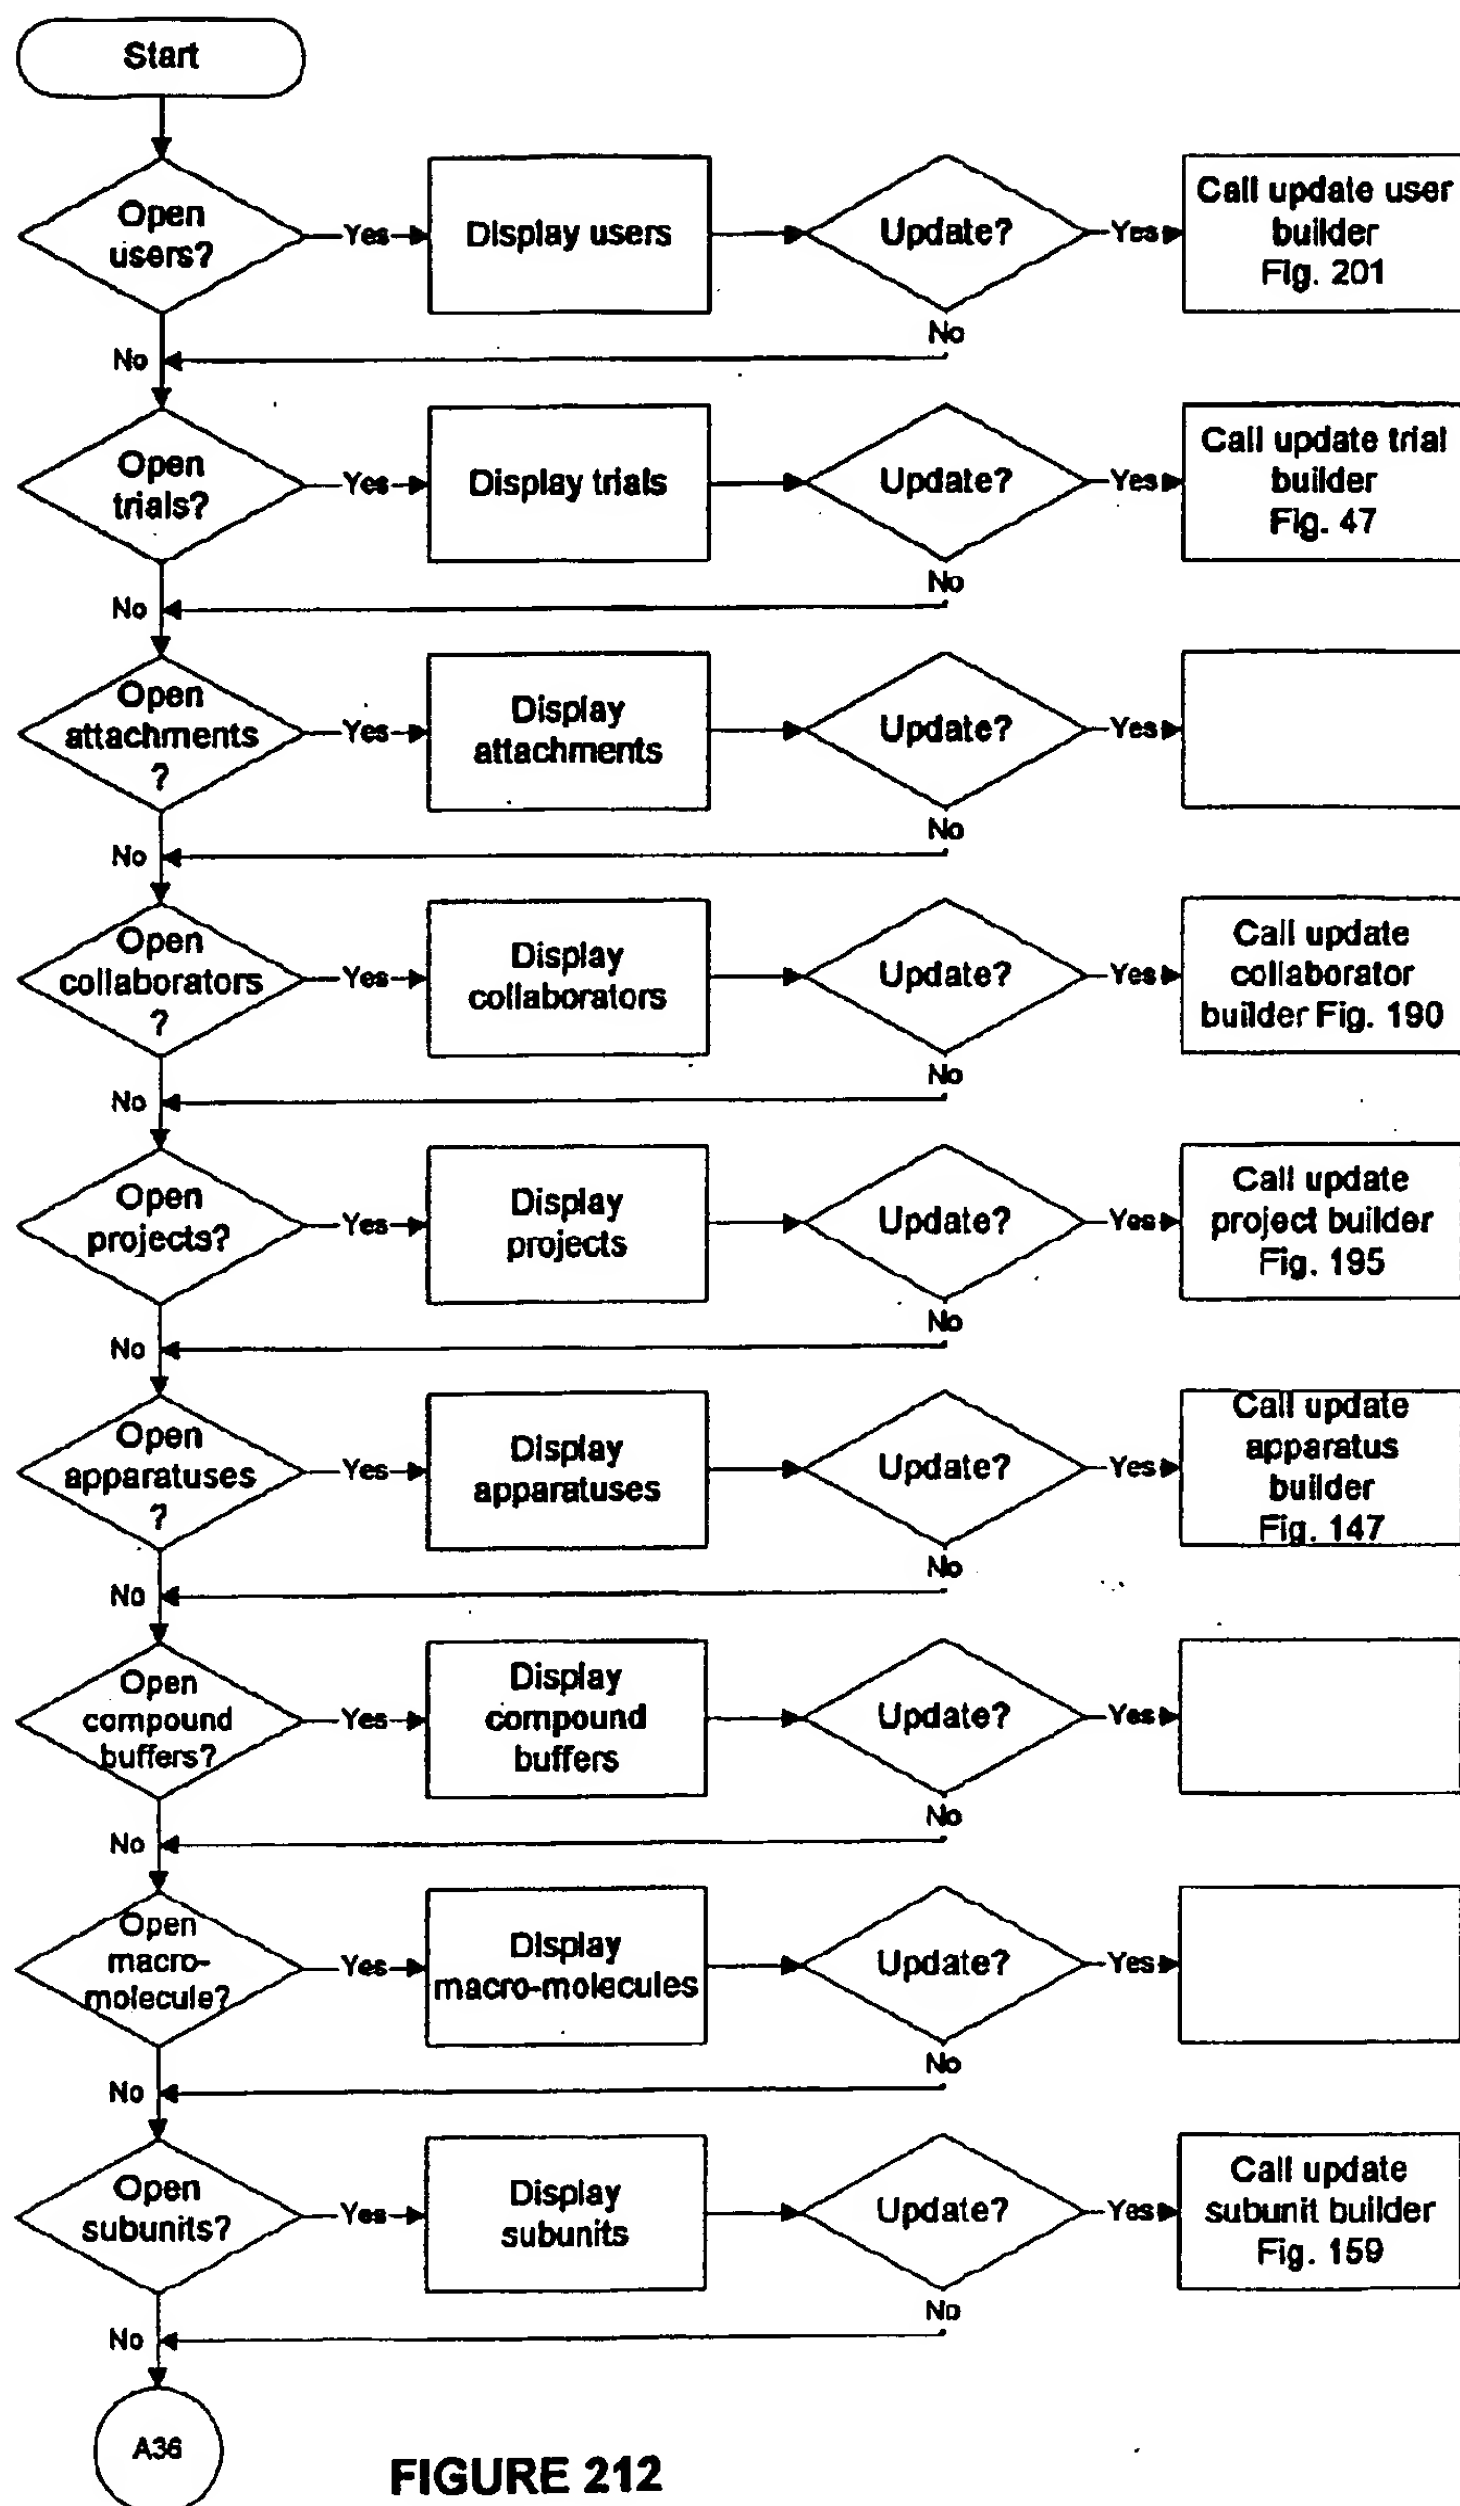 Start
Open
users?
Yes
Display users
Update?
Yes
Call update user
builder
Fig. 201
No
No
Open
trials?
Yes
Display trials
Update?
Yes
Call update trial
builder
Fig. 47
No
No
Open
attachments
?
Yes
Display
attachments
Update?
Yes
No
No
Open
collaborators
?
Yes
Display
collaborators
Update?
Yes
Call update
collaborator
builder Fig. 190
No
No
Open
projects?
Yes
Display
projects
Update?
Yes
Call update
project builder
Fig. 195
No
No
Open
apparatuses
?
Yes
Display
apparatuses
Update?
Yes
Call update
apparatus
builder
Fig. 147
No
No
Open
compound
buffers?
Yes
Display
compound
buffers
Update?
Yes
No
No
Open
macro-
molecule?
Yes
Display
macro-molecules
Update?
Yes
No
No
Open
subunits?
Yes
Display
subunits
Update?
Yes
Call update
subunit builder
Fig. 159
No
No
A36
FIGURE 212